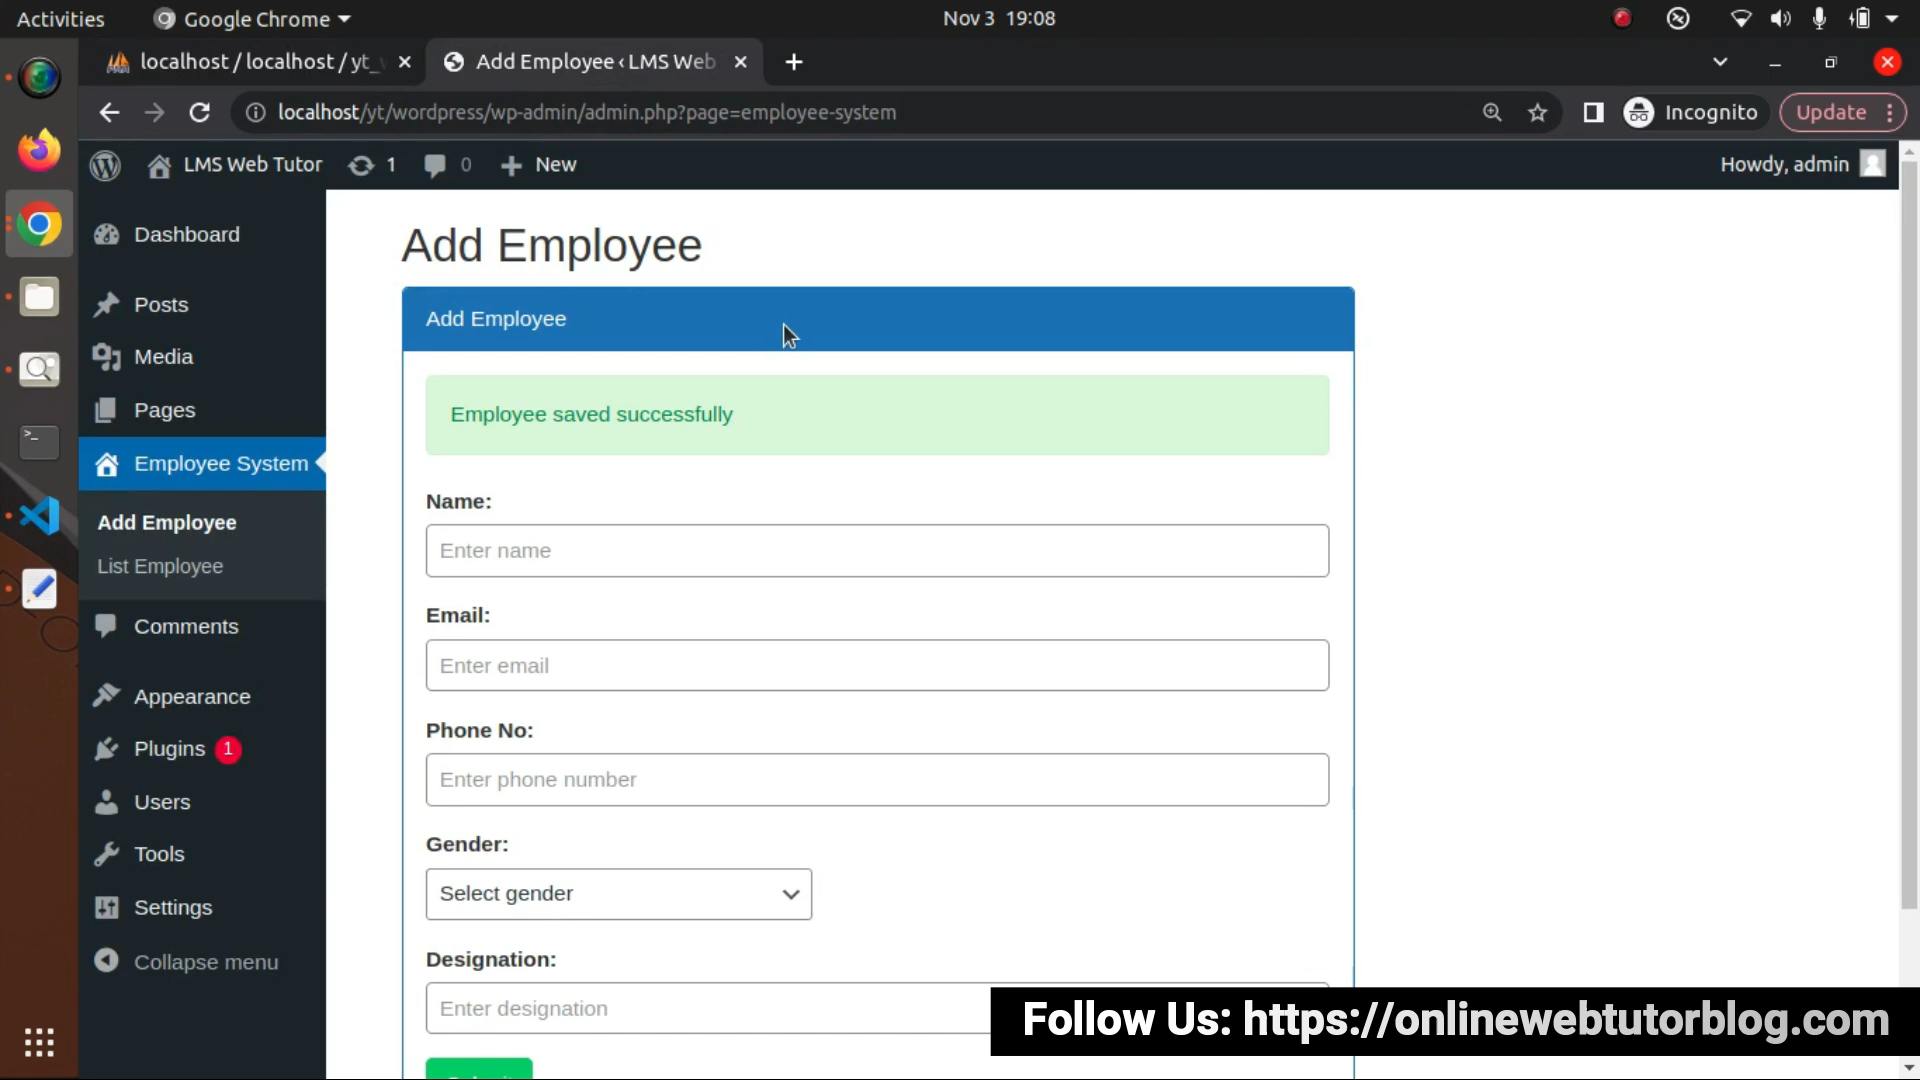 Activities
Google Chrome
Nov 3 19:08
localhost / localhost / yt_
Add Employee ‹ LMS Web
localhost/yt/wordpress/wp-admin/admin.php?page=employee-system
Incognito
Update
LMS Web Tutor
1
0
New
Howdy, admin
Dashboard
Posts
Media
Pages
Employee System
Add Employee
List Employee
Comments
Appearance
Plugins 1
Users
Tools
Settings
Collapse menu
Add Employee
Add Employee
Employee saved successfully
Name:
Enter name
Email:
Enter email
Phone No:
Enter phone number
Gender:
Select gender
Designation:
Enter designation
Follow Us: https://onlinewebtutorblog.com